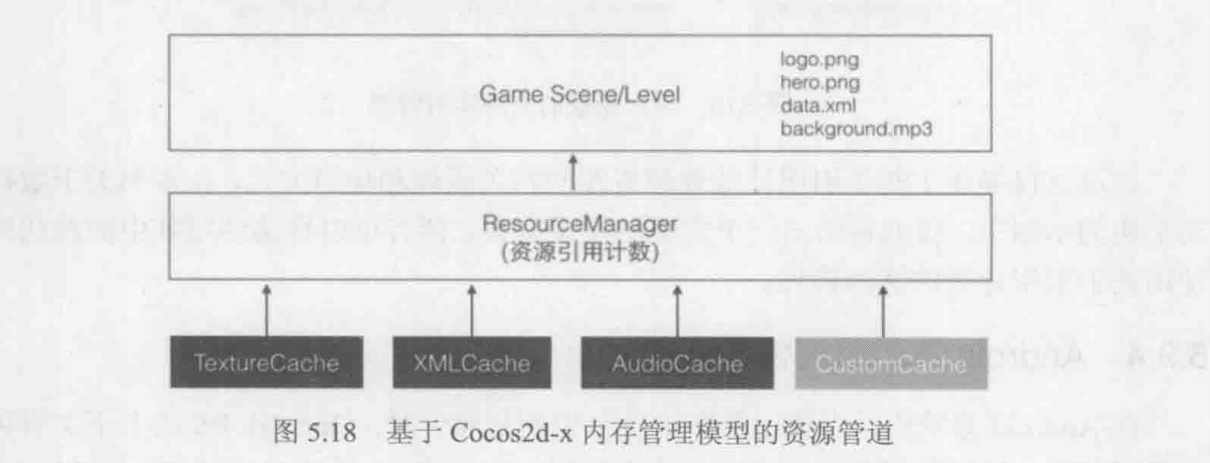 Game Scene/Level
logo.png
hero.png
data.xml
background.mp3
ResourceManager
(资源引用计数)
TextureCache
XMLCache
AudioCache
CustomCache
图 5.18 基于 Cocos2d-x 内存管理模型的资源管道